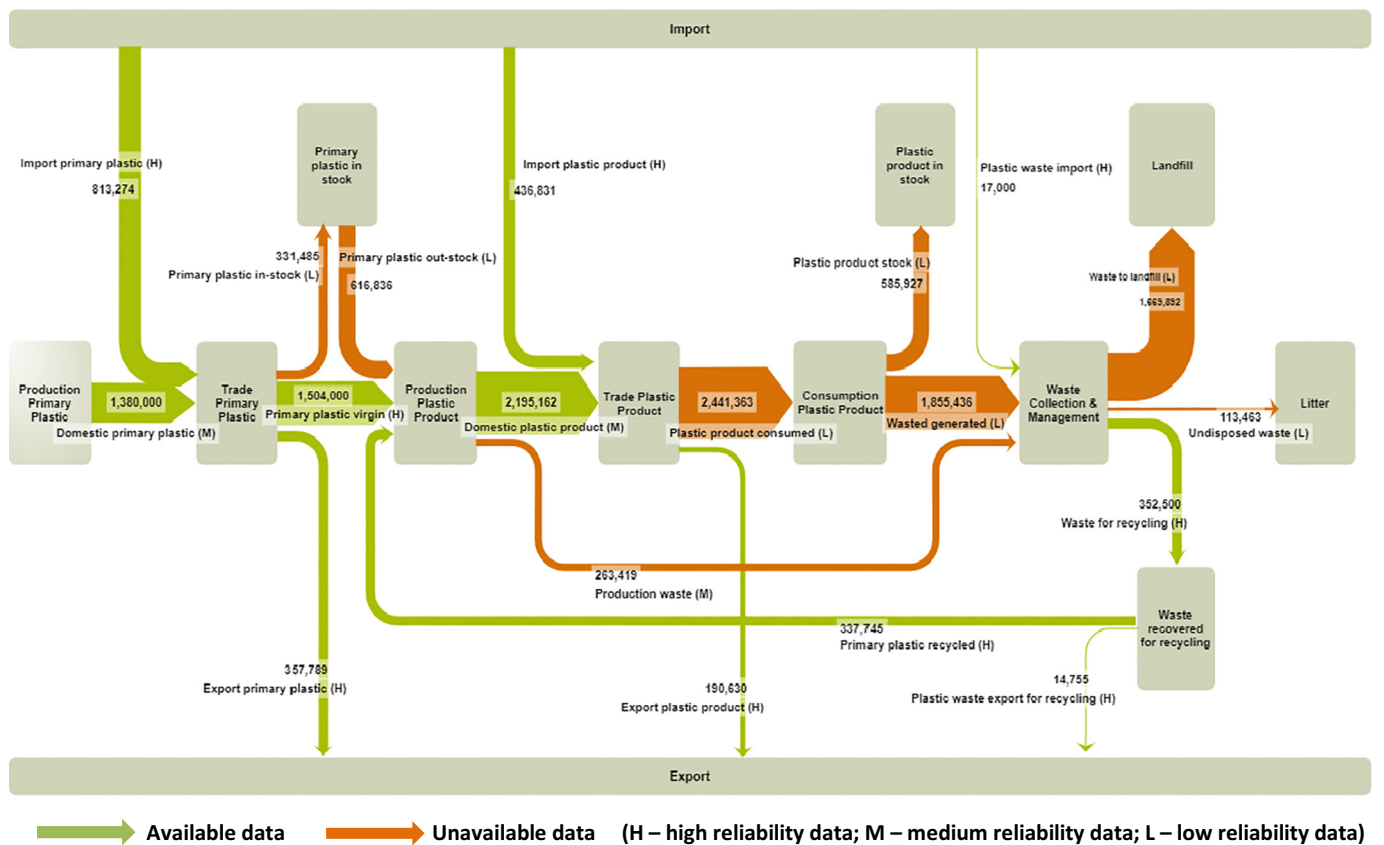 Import
Import primary plastic (H)
813,274
Primary
plastic in
stock
331,485
Primary plastic in-stock (L)
Primary plastic out-stock (L)
616,836
Import plastic product (H)
436,831
Plastic
product in
stock
Plastic product stock (L)
585,927
Plastic waste import (H)
17,000
Landfill
Waste to landfill (L)
1,669,892
Production
Primary
Plastic
1,380,000
Domestic primary plastic (M)
Trade
Primary
Plastic
1,504,000
Primary plastic virgin (H)
Production
Plastic
Product
2,195,162
Domestic plastic product (M)
Trade Plastic
Product
2,441,363
Plastic product consumed (L)
Consumption
Plastic Product
1,855,436
Wasted generated (L)
Waste
Collection &
Management
113,463
Undisposed waste (L)
Litter
352,500
Waste for recycling (H)
263,419
Production waste (M)
337,745
Primary plastic recycled (H)
Waste
recovered
for recycling
357,789
Export primary plastic (H)
190,630
Export plastic product (H)
14,755
Plastic waste export for recycling (H)
Export
Available data Unavailable data (H – high reliability data; M – medium reliability data; L – low reliability data)